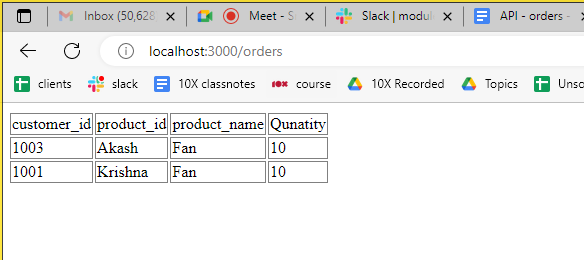 Inbox (50,628
Meet - S
Slack | modul
API - orders -
localhost:3000/orders
clients slack 10X classnotes course 10X Recorded Topics Unso
customer_id product_id product_name Qunatity
1003 Akash Fan 10
1001 Krishna Fan 10